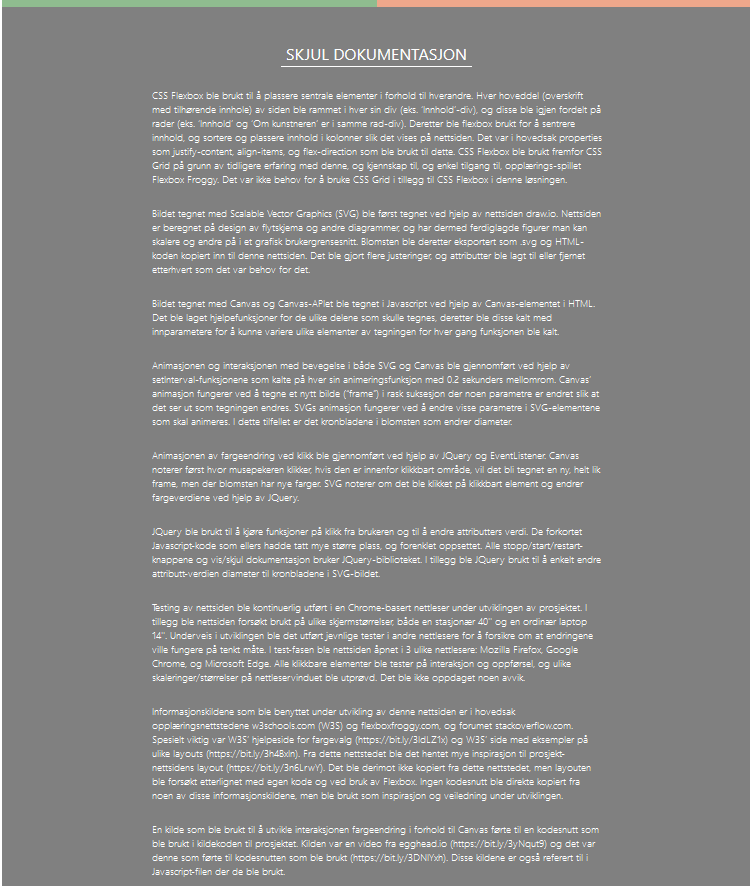 SKJUL DOKUMENTASJON
CSS Flexbox ble brukt til å plassere sentrale elementer i forhold til hverandre. Hver hoveddel (overskrift
med tilhørende innhole) av siden ble rammet i hver sin div (eks. 'Innhold'-div), og disse ble igjen fordelt på
rader (eks. 'Innhold' og 'Om kunstneren' er i samme rad-div). Deretter ble flexbox brukt for å sentrere
innhold, og sortere og plassere innhold i kolonner slik det vises på nettsiden. Det var i hovedsak properties
som justify-content, align-items, og flex-direction som ble brukt til dette. CSS Flexbox ble brukt fremfor CSS
Grid på grunn av tidligere erfaring med denne, og kjennskap til, og enkel tilgang til, opplærings-spillet
Flexbox Froggy. Det var ikke behov for å bruke CSS Grid i tillegg til CSS Flexbox i denne løsningen.
Bildet tegnet med Scalable Vector Graphics (SVG) ble først tegnet ved hjelp av nettsiden draw.io. Nettsiden
er beregnet på design av flytskjema og andre diagrammer, og har dermed ferdiglagde figurer man kan
skalere og endre på i et grafisk brukergrensesnitt. Blomsten ble deretter eksportert som .svg og HTML-
koden kopiert inn til denne nettsiden. Det ble gjort flere justeringer, og attributter ble lagt til eller fjernet
etterhvert som det var behov for det.
Bildet tegnet med Canvas og Canvas-APIet ble tegnet i Javascript ved hjelp av Canvas-elementet i HTML.
Det ble laget hjelpefunksjoner for de ulike delene som skulle tegnes, deretter ble disse kalt med
innparametere for å kunne variere ulike elementer av tegningen for hver gang funksjonen ble kalt.
Animasjonen og interaksjonen med bevegelse i både SVG og Canvas ble gjennomført ved hjelp av
setInterval-funksjonene som kalte på hver sin animeringsfunksjon med 0.2 sekunders mellomrom. Canvas'
animasjon fungerer ved å tegne et nytt bilde ("frame") i rask suksesjon der noen parametre er endret slik at
det ser ut som tegningen endres. SVGs animasjon fungerer ved å endre visse parametre i SVG-elementene
som skal animeres. I dette tilfellet er det kronbladene i blomsten som endrer diameter.
Animasjonen av fargeendring ved klikk ble gjennomført ved hjelp av JQuery og EventListener. Canvas
noterer først hvor musepekeren klikker, hvis den er innenfor klikkbart område, vil det bli tegnet en ny, helt lik
frame, men der blomsten har nye farger. SVG noterer om det ble klikket på klikkbart element og endrer
fargeverdiene ved hjelp av JQuery.
JQuery ble brukt til å kjøre funksjoner på klikk fra brukeren og til å endre attributters verdi. De forkortet
Javascript-kode som ellers hadde tatt mye større plass, og forenklet oppsettet. Alle stopp/start/restart-
knappene og vis/skjul dokumentasjon bruker JQuery-biblioteket. I tillegg ble JQuery brukt til å enkelt endre
attributt-verdien diameter til kronbladene i SVG-bildet.
Testing av nettsiden ble kontinuerlig utført i en Chrome-basert nettleser under utviklingen av prosjektet. I
tillegg ble nettsiden forsøkt brukt på ulike skjermstørrelser, både en stasjonær 40" og en ordinær laptop
14". Underveis i utviklingen ble det utført jevnlige tester i andre nettlesere for å forsikre om at endringene
ville fungere på tenkt måte. I test-fasen ble nettsiden åpnet i 3 ulike nettlesere: Mozilla Firefox, Google
Chrome, og Microsoft Edge. Alle klikkbare elementer ble tester på interaksjon og oppførsel, og ulike
skaleringer/størrelser på nettleservinduet ble utprøvd. Det ble ikke oppdaget noen avvik.
Informasjonskildene som ble benyttet under utvikling av denne nettsiden er i hovedsak
opplæringsnettstedene w3schools.com (W3S) og flexboxfroggy.com, og forumet stackoverflow.com.
Spesielt viktig var W3S' hjelpeside for fargevalg (https://bit.ly/3ldLZ1x) og W3S' side med eksempler på
ulike layouts (https://bit.ly/3h4Bxln). Fra dette nettstedet ble det hentet mye inspirasjon til prosjekt-
nettsidens layout (https://bit.ly/3n6LrwY). Det ble derimot ikke kopiert fra dette nettstedet, men layouten
ble forsøkt etterlignet med egen kode og ved bruk av Flexbox. Ingen kodesnutt ble direkte kopiert fra
noen av disse informasjonskildene, men ble brukt som inspirasjon og veiledning under utviklingen.
En kilde som ble brukt til å utvikle interaksjonen fargeendring i forhold til Canvas førte til en kodesnutt som
ble brukt i kildekoden til prosjektet. Kilden var en video fra egghead.io (https://bit.ly/3yNqut9) og det var
denne som førte til kodesnutten som ble brukt (https://bit.ly/3DNlYxh). Disse kildene er også referert til i
Javascript-filen der de ble brukt.